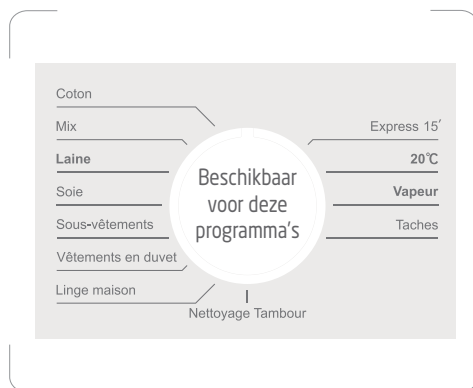 Coton
Mix
Laine
Soie
Sous-vêtements
Vêtements en duvet
Linge maison
Beschikbaar
voor deze
programma's
Express 15′
20℃
Vapeur
Taches
Nettoyage Tambour